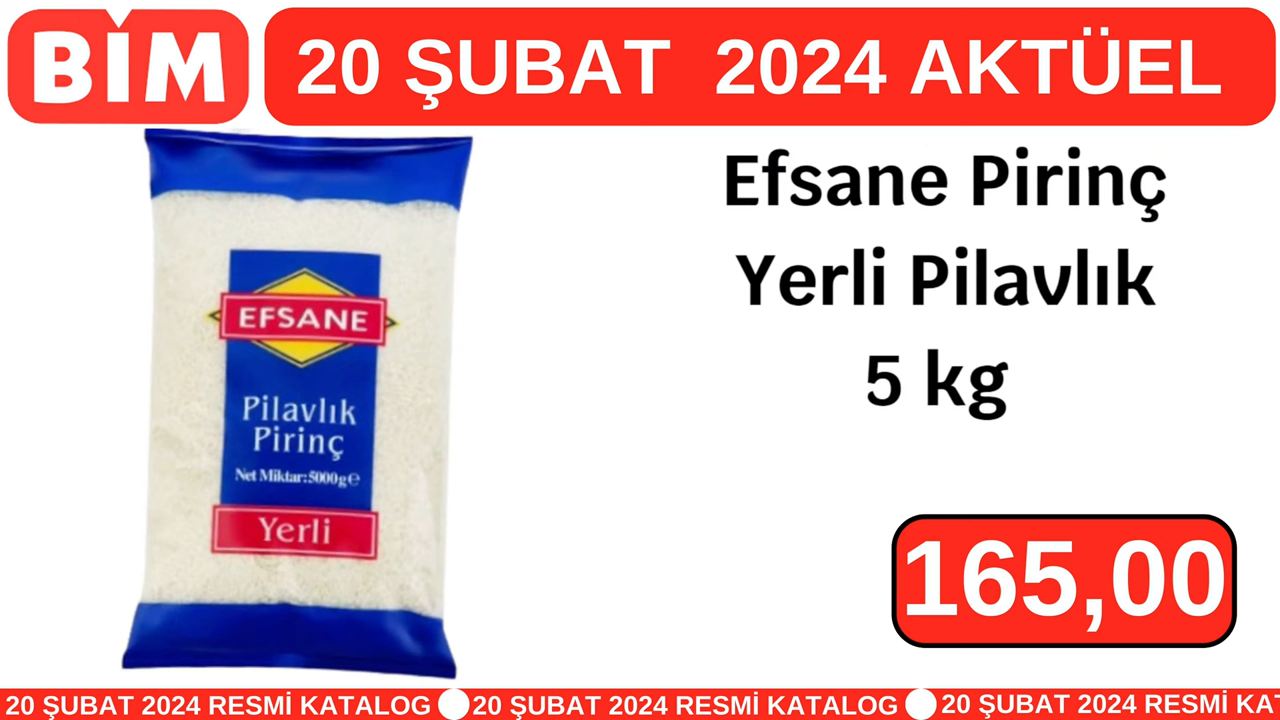 BİM
20 ŞUBAT 2024 AKTÜEL
Efsane Pirinç
Yerli Pilavlık
5 kg
EFSANE
Pilavlık
Pirinç
Net Miktar:5000g℮
Yerli
165,00
20 ŞUBAT 2024 RESMİ KATALOG 20 ŞUBAT 2024 RESMİ KATALOG 20 ŞUBAT 2024 RESMİ KAT